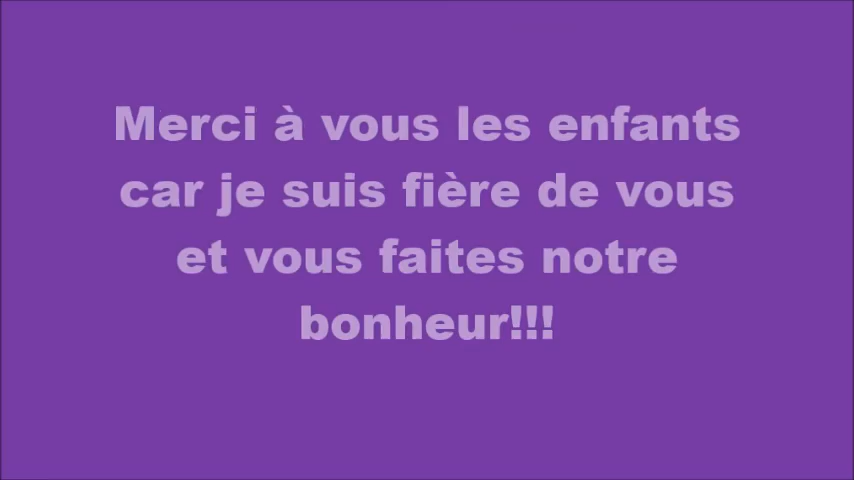 Merci à vous les enfants
car je suis fière de vous
et vous faites notre
bonheur!!!